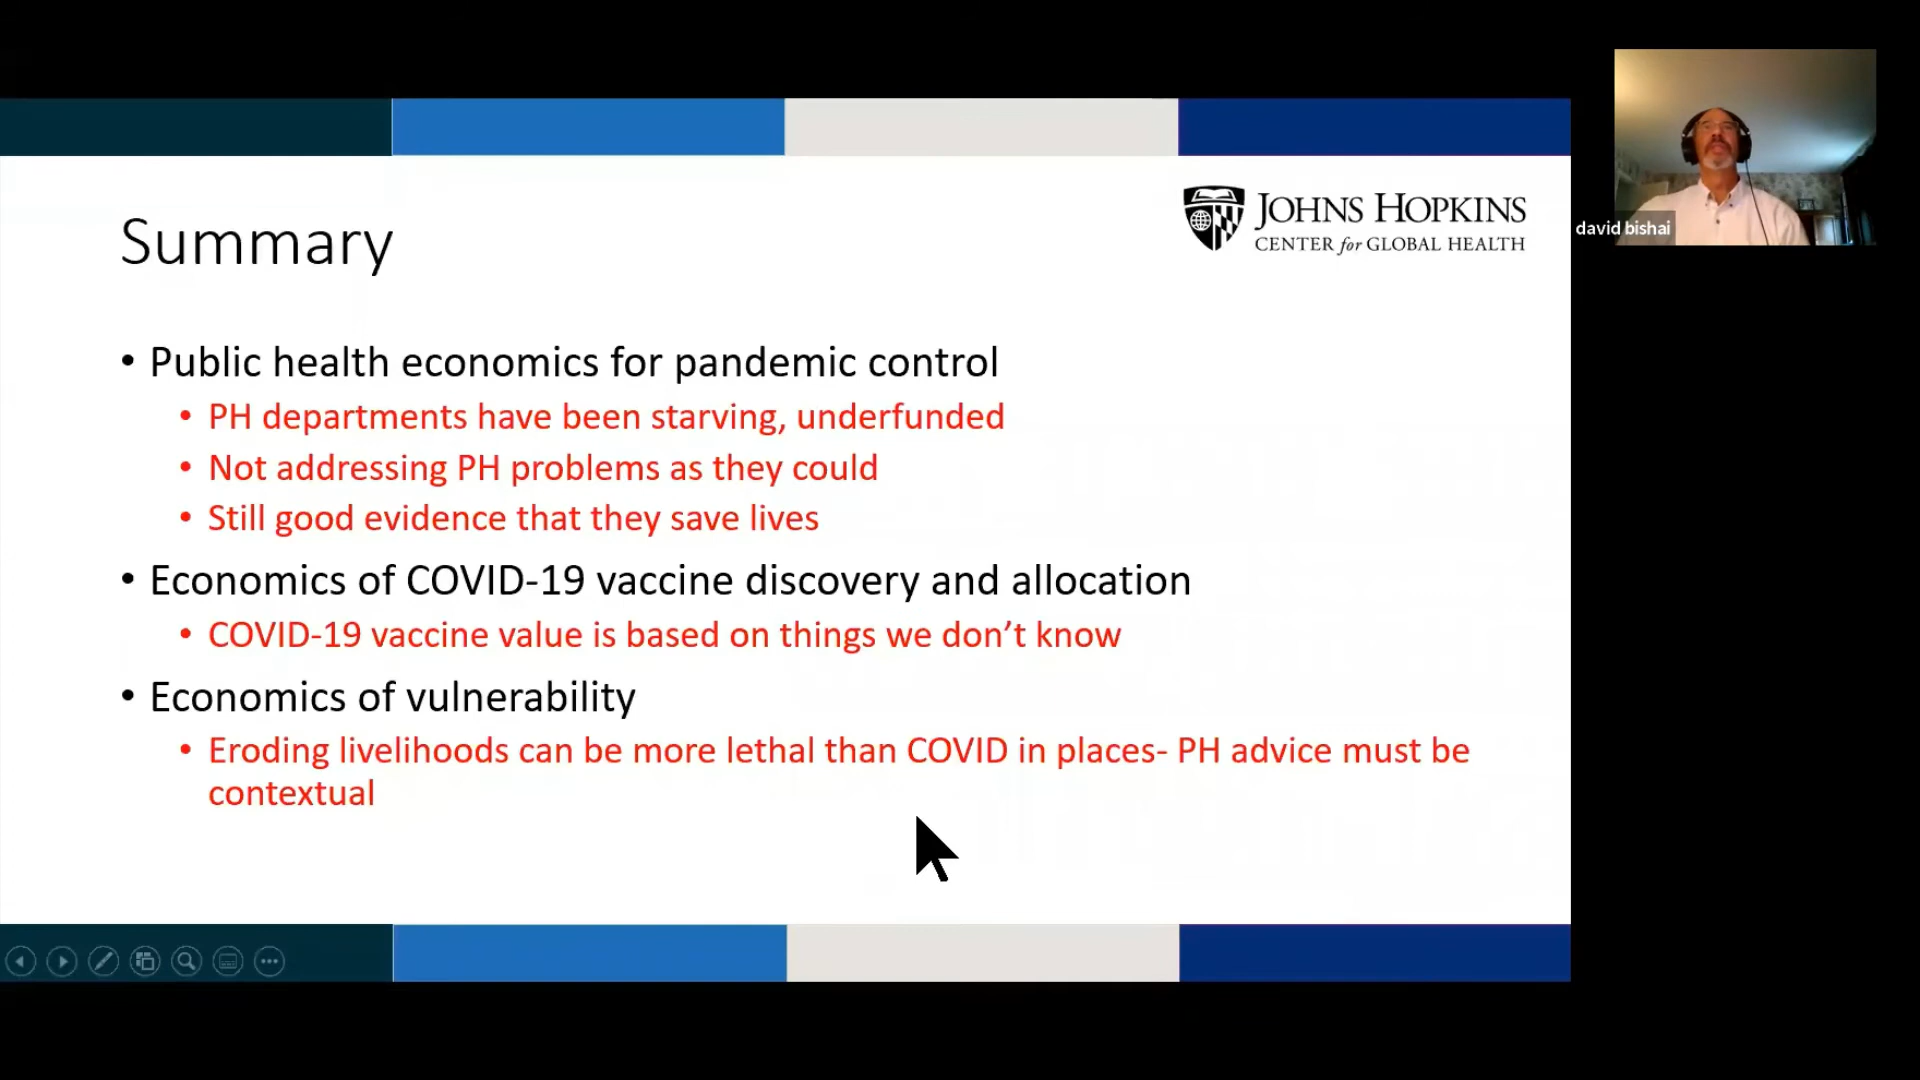 Summary
JOHNS HOPKINS
CENTER for GLOBAL HEALTH
david bishai
• Public health economics for pandemic control
• PH departments have been starving, underfunded
• Not addressing PH problems as they could
• Still good evidence that they save lives
• Economics of COVID-19 vaccine discovery and allocation
• COVID-19 vaccine value is based on things we don’t know
• Economics of vulnerability
• Eroding livelihoods can be more lethal than COVID in places- PH advice must be
contextual